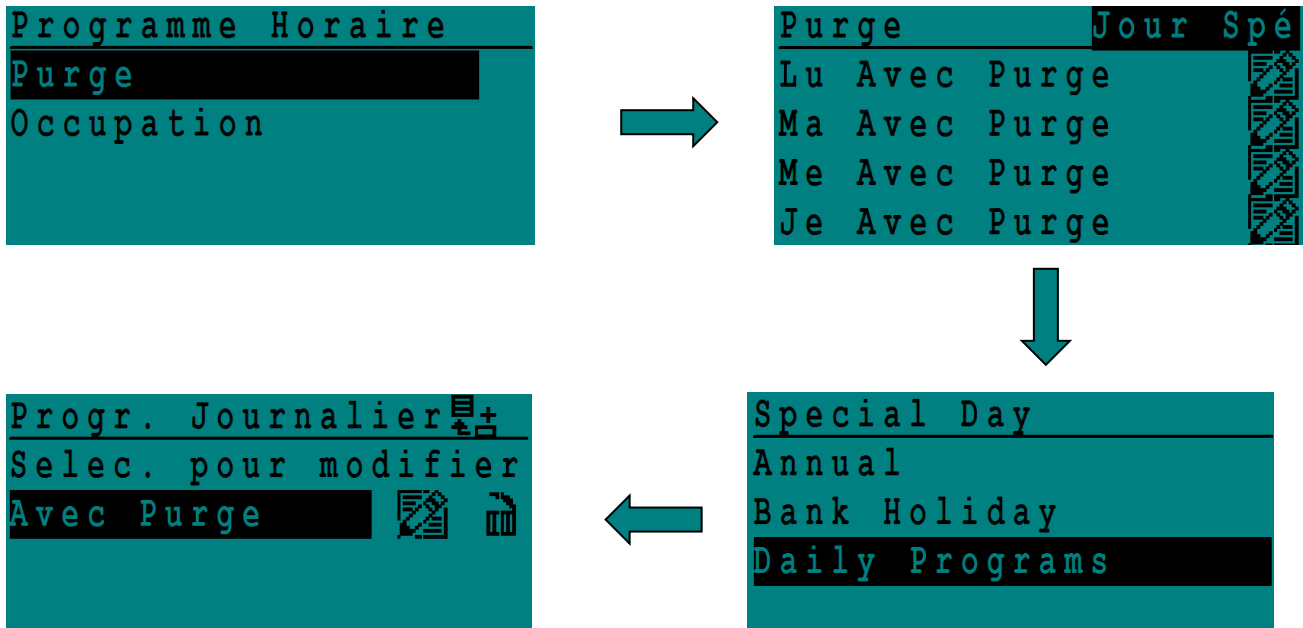 Programme Horaire
Purge
Occupation
Purge Jour Spé
Lu Avec Purge
Ma Avec Purge
Me Avec Purge
Je Avec Purge
Special Day
Annual
Bank Holiday
Daily Programs
Progr. Journalier
Selec. pour modifier
Avec Purge